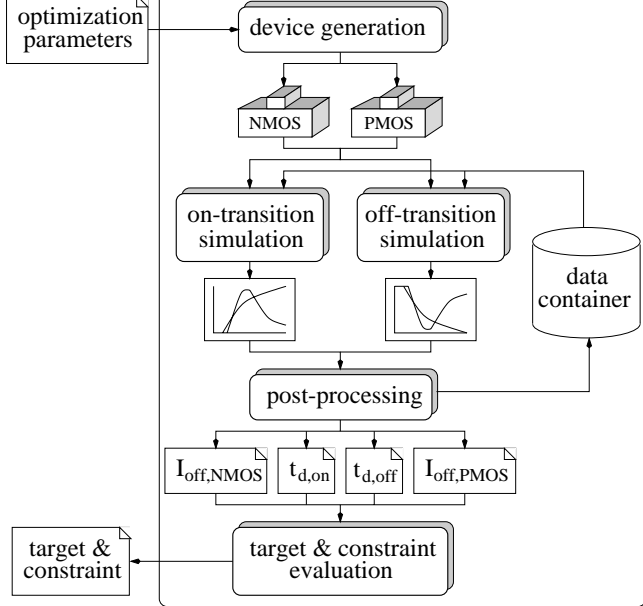 optimization
parameters
device generation
NMOS
PMOS
on-transition
simulation
off-transition
simulation
data
container
post-processing
I_off,NMOS
t_d,on
t_d,off
I_off,PMOS
target &
constraint
target & constraint
evaluation